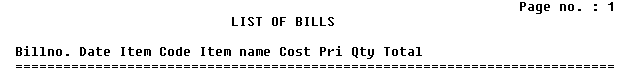 Page no. : 1
LIST OF BILLS
Billno. Date Item Code Item name Cost Pri Qty Total
===========================================================================